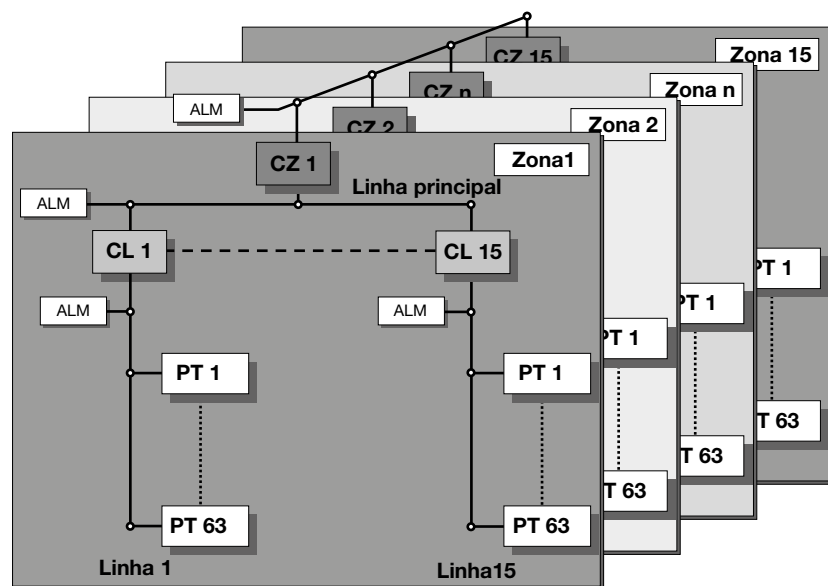 CZ 15
Zona 15
CZ n
Zona n
ALM
CZ 2
Zona 2
CZ 1
Zona1
Linha principal
ALM
CL 1
CL 15
PT 1
PT 1
ALM
ALM
PT 1
PT 1
PT 1
PT 63
PT 63
PT 63
PT 63
PT 63
Linha 1
Linha15